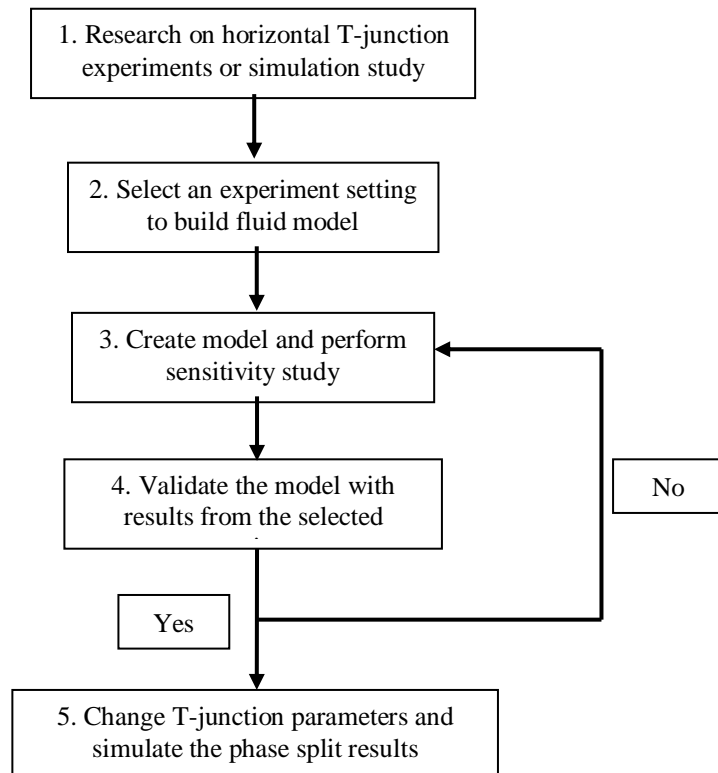 1. Research on horizontal T-junction
experiments or simulation study
2. Select an experiment setting
to build fluid model
3. Create model and perform
sensitivity study
4. Validate the model with
results from the selected
No
Yes
5. Change T-junction parameters and
simulate the phase split results